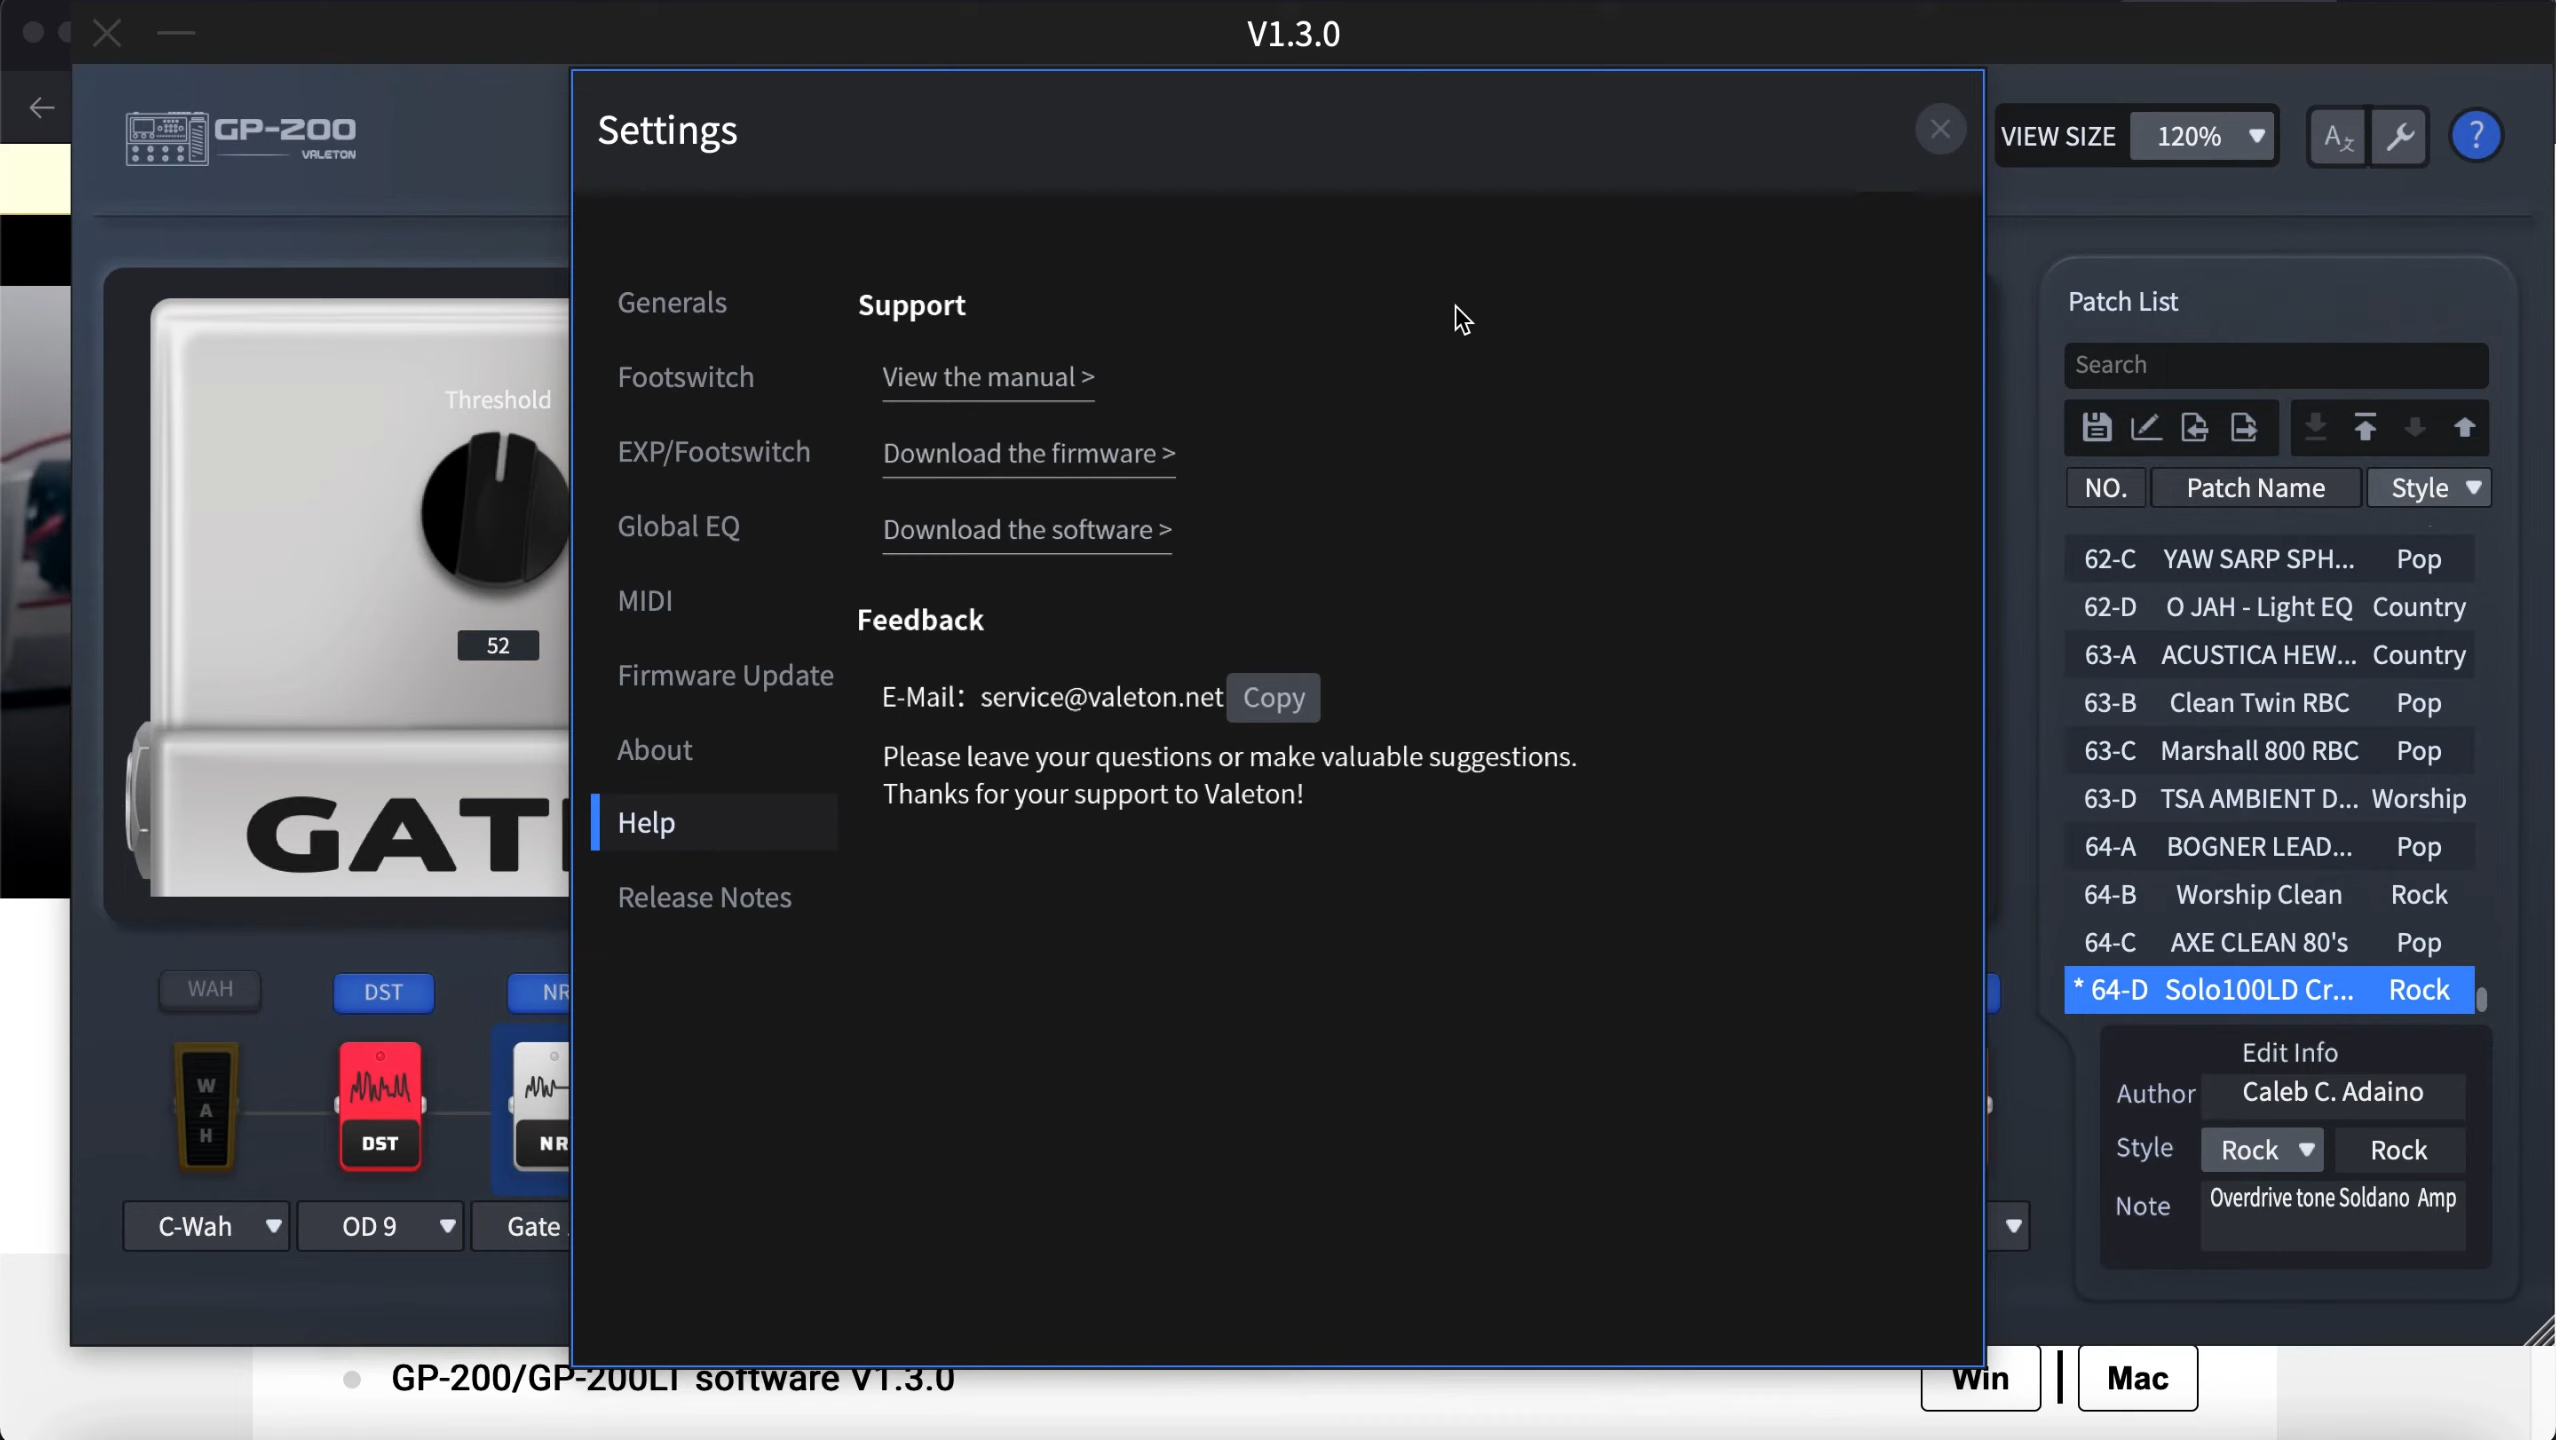 V1.3.0
GP-200
VALETON
Settings
VIEW SIZE 120%
?
Generals
Footswitch
EXP/Footswitch
Global EQ
MIDI
Firmware Update
About
Help
Release Notes
Support
View the manual >
Download the firmware >
Download the software >
Feedback
E-Mail: service@valeton.net Copy
Please leave your questions or make valuable suggestions.
Thanks for your support to Valeton!
Threshold
52
GAT
WAH DST NR
WAH
DST
NR
C-Wah OD 9 Gate
Patch List
Search
NO. Patch Name Style
62-C YAW SARP SPH... Pop
62-D O JAH - Light EQ Country
63-A ACUSTICA HEW... Country
63-B Clean Twin RBC Pop
63-C Marshall 800 RBC Pop
63-D TSA AMBIENT D... Worship
64-A BOGNER LEAD... Pop
64-B Worship Clean Rock
64-C AXE CLEAN 80's Pop
* 64-D Solo100LD Cr... Rock
Edit Info
Author Caleb C. Adaino
Style Rock Rock
Note Overdrive tone Soldano Amp
GP-200/GP-200LT software V1.3.0
Win | Mac